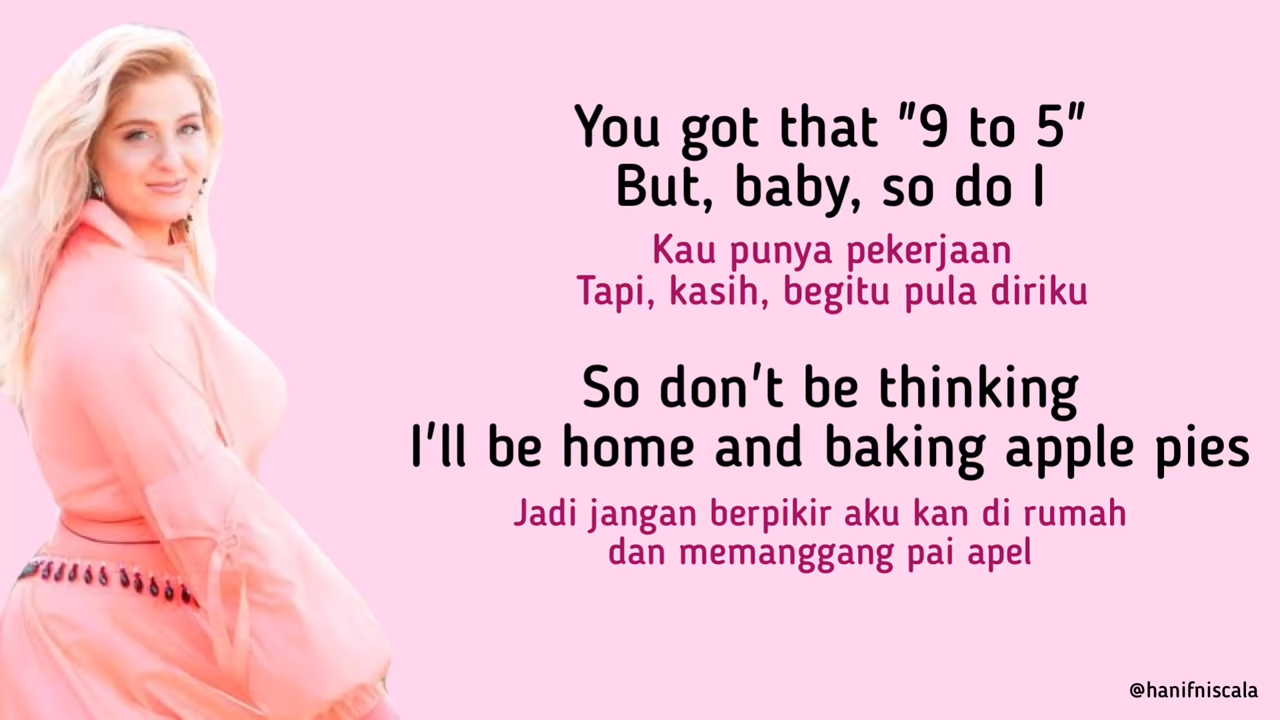 You got that "9 to 5"
But, baby, so do I
Kau punya pekerjaan
Tapi, kasih, begitu pula diriku
So don't be thinking
I'll be home and baking apple pies
Jadi jangan berpikir aku kan di rumah
dan memanggang pai apel
@hanifniscala